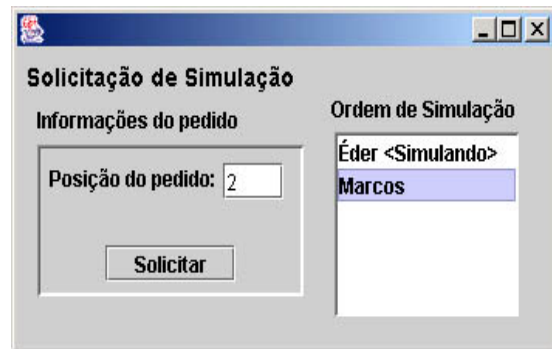 Solicitação de Simulação
Informações do pedido
Posição do pedido: 2
Solicitar
Ordem de Simulação
Éder <Simulando>
Marcos